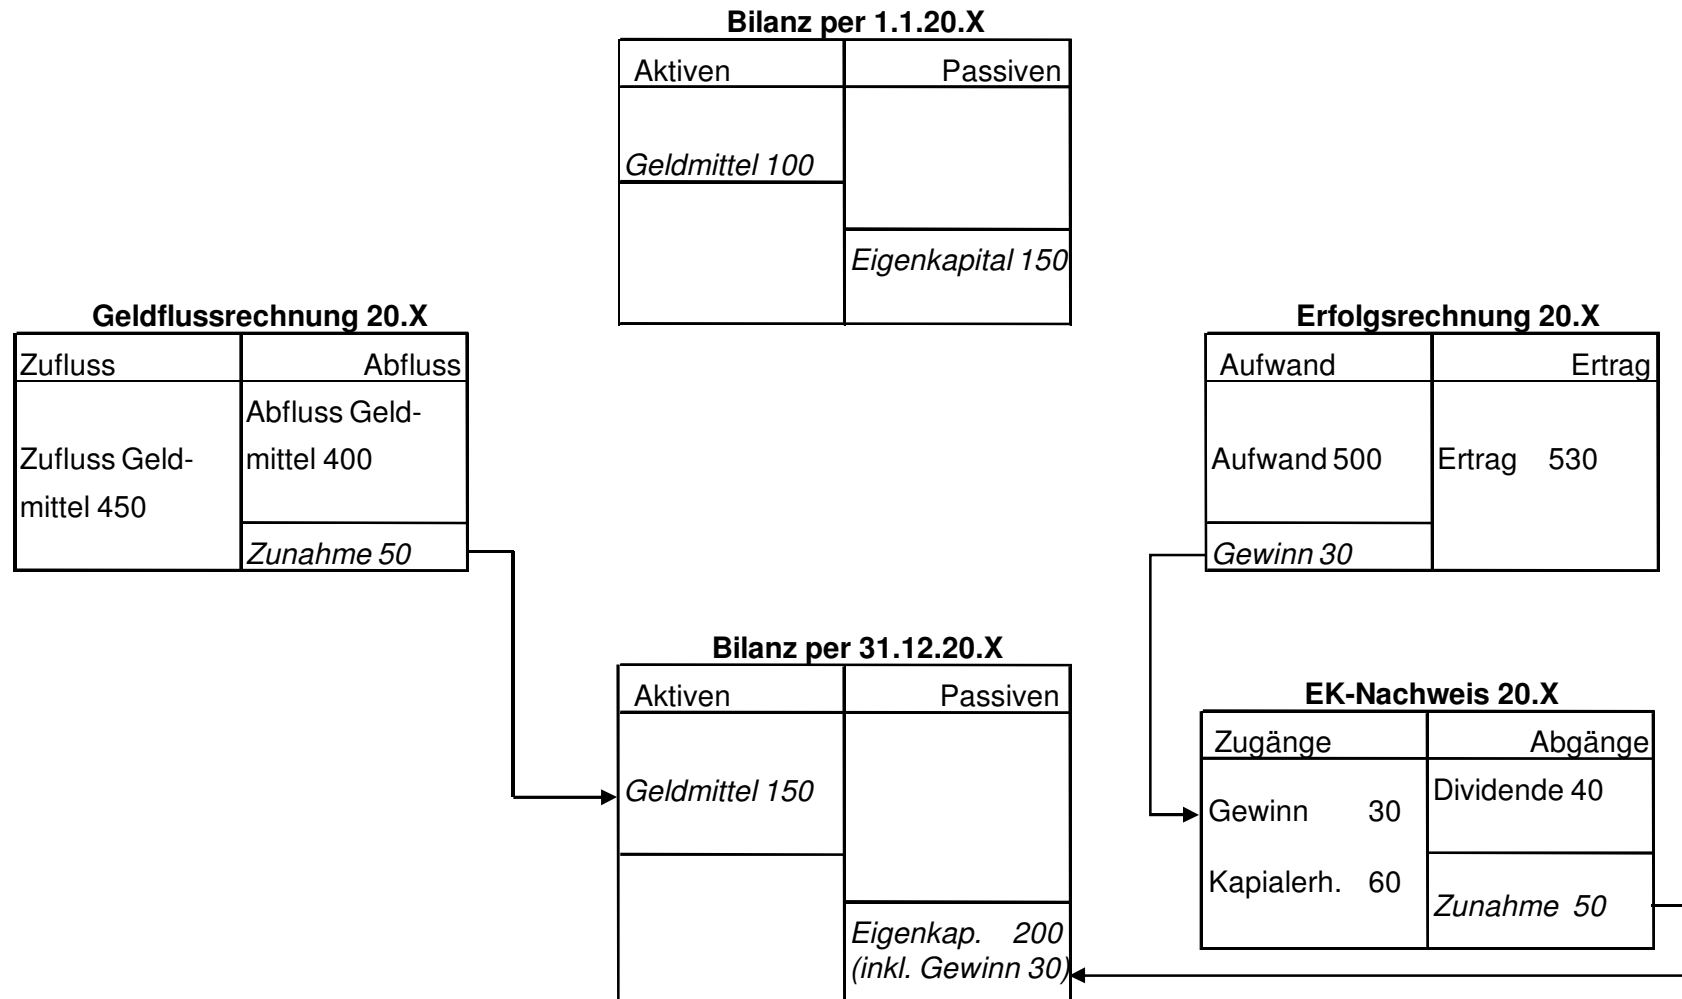 Bilanz per 1.1.20.X
Aktiven Passiven
Geldmittel 100
Eigenkapital 150
Geldflussrechnung 20.X
Zufluss Abfluss
Abfluss Geld-
mittel 400
Zufluss Geld-
mittel 450
Zunahme 50
Erfolgsrechnung 20.X
Aufwand Ertrag
Aufwand 500 Ertrag 530
Gewinn 30
Bilanz per 31.12.20.X
Aktiven Passiven
Geldmittel 150
Eigenkap. 200
(inkl. Gewinn 30)
EK-Nachweis 20.X
Zugänge Abgänge
Gewinn 30
Kapialerh. 60
Dividende 40
Zunahme 50